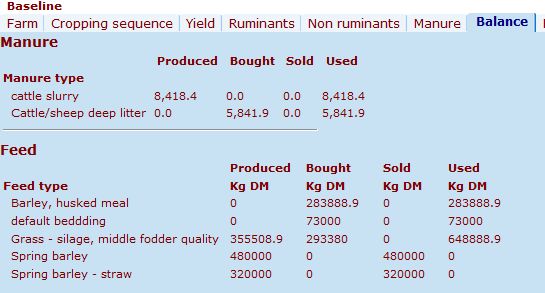 Baseline
Farm | Cropping sequence | Yield | Ruminants | Non ruminants | Manure | Balance
Manure
Produced Bought Sold Used
Manure type
cattle slurry 8,418.4 0.0 0.0 8,418.4
Cattle/sheep deep litter 0.0 5,841.9 0.0 5,841.9
Feed
Produced Bought Sold Used
Feed type Kg DM Kg DM Kg DM Kg DM
Barley, husked meal 0 283888.9 0 283888.9
default beddding 0 73000 0 73000
Grass - silage, middle fodder quality 355508.9 293380 0 648888.9
Spring barley 480000 0 480000 0
Spring barley - straw 320000 0 320000 0